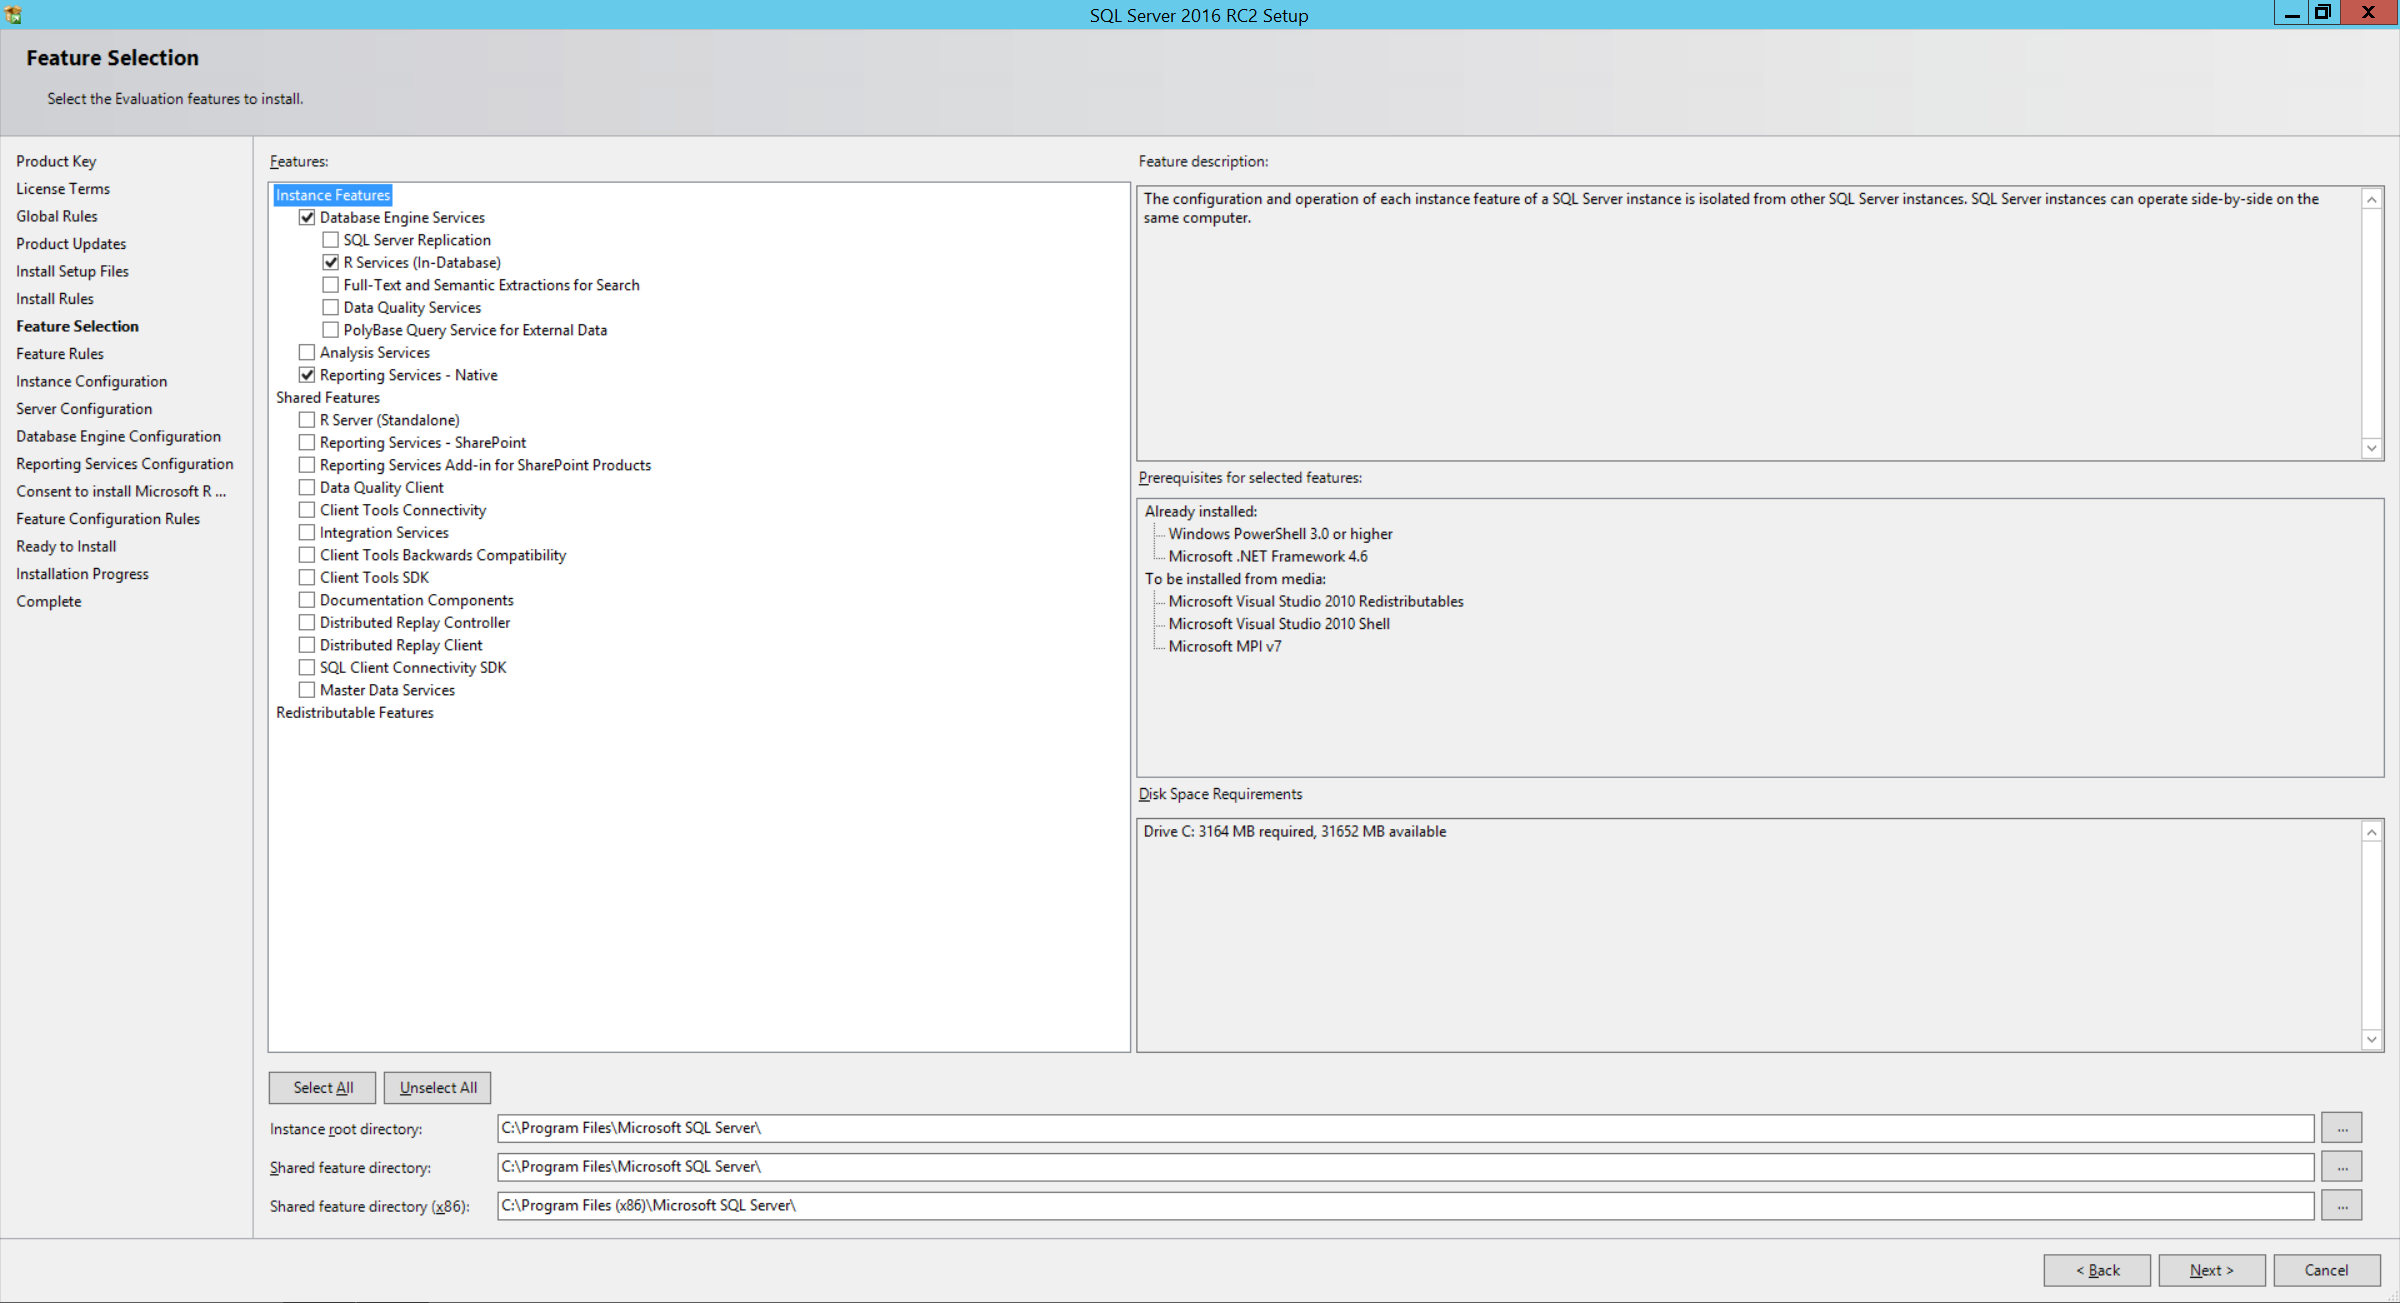 SQL Server 2016 RC2 Setup
Feature Selection
Select the Evaluation features to install.
Product Key
License Terms
Global Rules
Product Updates
Install Setup Files
Install Rules
Feature Selection
Feature Rules
Instance Configuration
Server Configuration
Database Engine Configuration
Reporting Services Configuration
Consent to install Microsoft R ...
Feature Configuration Rules
Ready to Install
Installation Progress
Complete
Features:
Instance Features
Database Engine Services
SQL Server Replication
R Services (In-Database)
Full-Text and Semantic Extractions for Search
Data Quality Services
PolyBase Query Service for External Data
Analysis Services
Reporting Services - Native
Shared Features
R Server (Standalone)
Reporting Services - SharePoint
Reporting Services Add-in for SharePoint Products
Data Quality Client
Client Tools Connectivity
Integration Services
Client Tools Backwards Compatibility
Client Tools SDK
Documentation Components
Distributed Replay Controller
Distributed Replay Client
SQL Client Connectivity SDK
Master Data Services
Redistributable Features
Feature description:
The configuration and operation of each instance feature of a SQL Server instance is isolated from other SQL Server instances. SQL Server instances can operate side-by-side on the
same computer.
Prerequisites for selected features:
Already installed:
Windows PowerShell 3.0 or higher
Microsoft .NET Framework 4.6
To be installed from media:
Microsoft Visual Studio 2010 Redistributables
Microsoft Visual Studio 2010 Shell
Microsoft MPI v7
Disk Space Requirements
Drive C: 3164 MB required, 31652 MB available
Select All
Unselect All
Instance root directory:
C:\Program Files\Microsoft SQL Server\
...
Shared feature directory:
C:\Program Files\Microsoft SQL Server\
...
Shared feature directory (x86):
C:\Program Files (x86)\Microsoft SQL Server\
...
< Back
Next >
Cancel